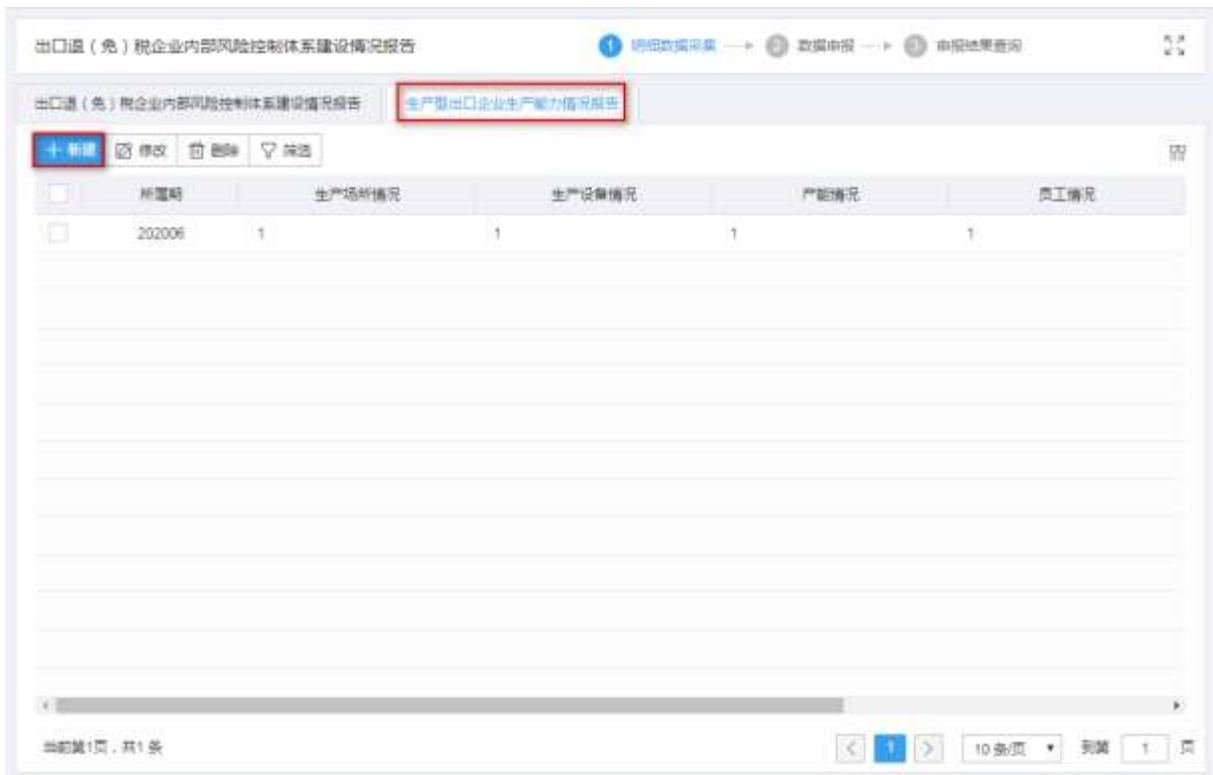 出口退（免）税企业内部风险控制体系建设情况报告 1 明细数据采集 2 数据申报 3 申报结果查询
出口退（免）税企业内部风险控制体系建设情况报告 生产型出口企业生产能力情况报告
新建 修改 删除 筛选
所属期 生产场所情况 生产设备情况 产能情况 员工情况
202006 1 1 1 1
当前第1页，共1条 < 1 > 10条/页 到第 1 页